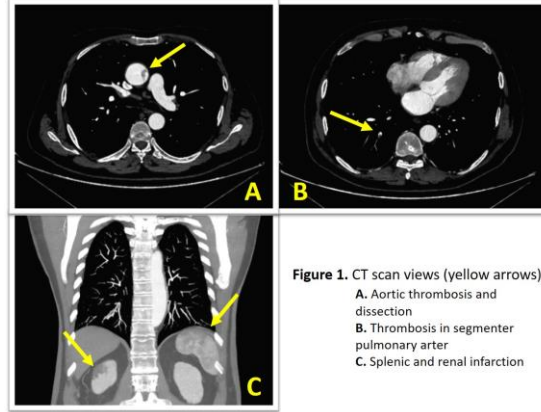 A
B
C
Figure 1. CT scan views (yellow arrows)
A. Aortic thrombosis and
dissection
B. Thrombosis in segmenter
pulmonary arter
C. Splenic and renal infarction